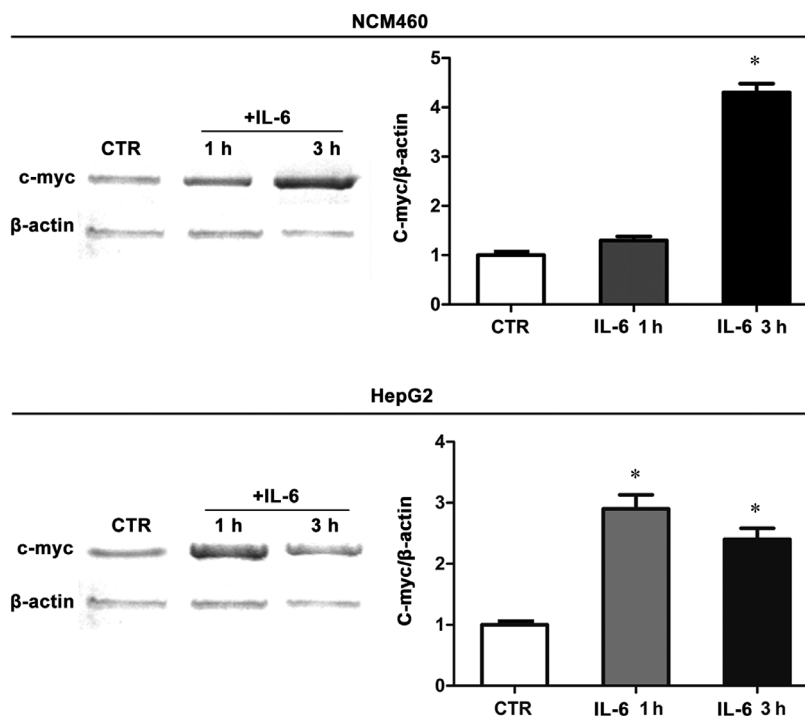 NCM460
+IL-6
CTR 1 h 3 h
c-myc
β-actin
C-myc/β-actin
5
4
3
2
1
0
CTR IL-6 1 h IL-6 3 h
*
HepG2
+IL-6
CTR 1 h 3 h
c-myc
β-actin
C-myc/β-actin
4
3
2
1
0
CTR IL-6 1 h IL-6 3 h
* *